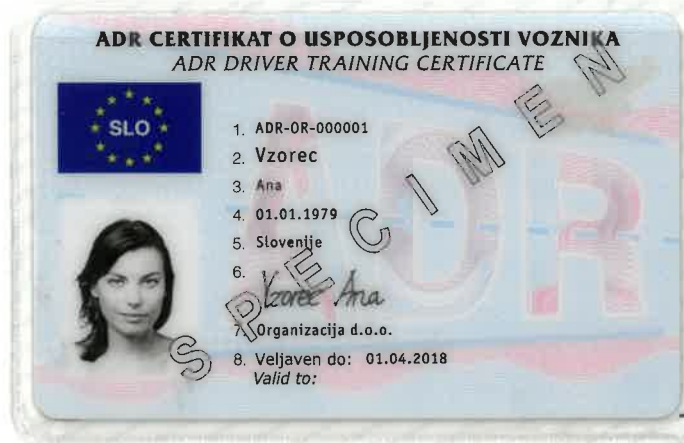 ADR CERTIFIKAT O USPOSOBLJENOSTI VOZNIKA
ADR DRIVER TRAINING CERTIFICATE
SLO
1. ADR-OR-000001
2. Vzorec
3. Ana
4. 01.01.1979
5. Slovenije
6. Vzorec Ana
7. Organizacija d.o.o.
8. Veljaven do: 01.04.2018
Valid to:
SPECIMEN
ADR